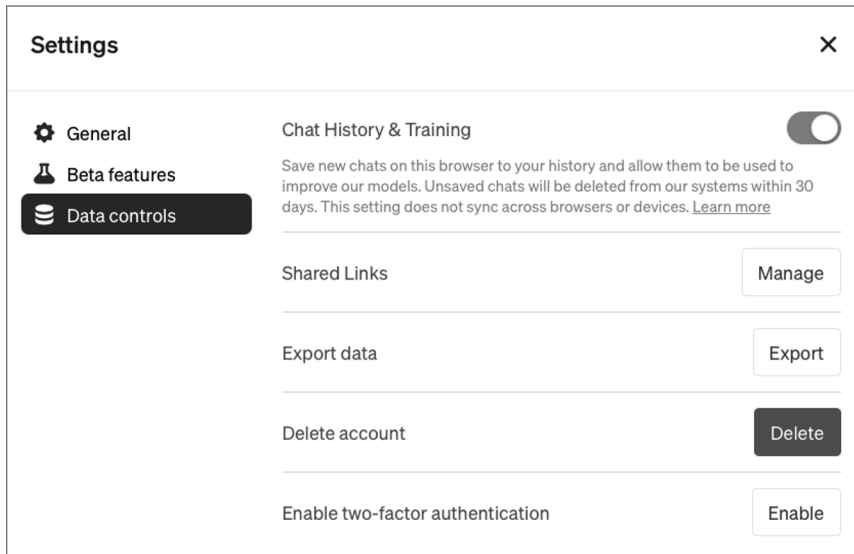 Settings
General
Beta features
Data controls
Chat History & Training
Save new chats on this browser to your history and allow them to be used to
improve our models. Unsaved chats will be deleted from our systems within 30
days. This setting does not sync across browsers or devices. Learn more
Shared Links
Manage
Export data
Export
Delete account
Delete
Enable two-factor authentication
Enable